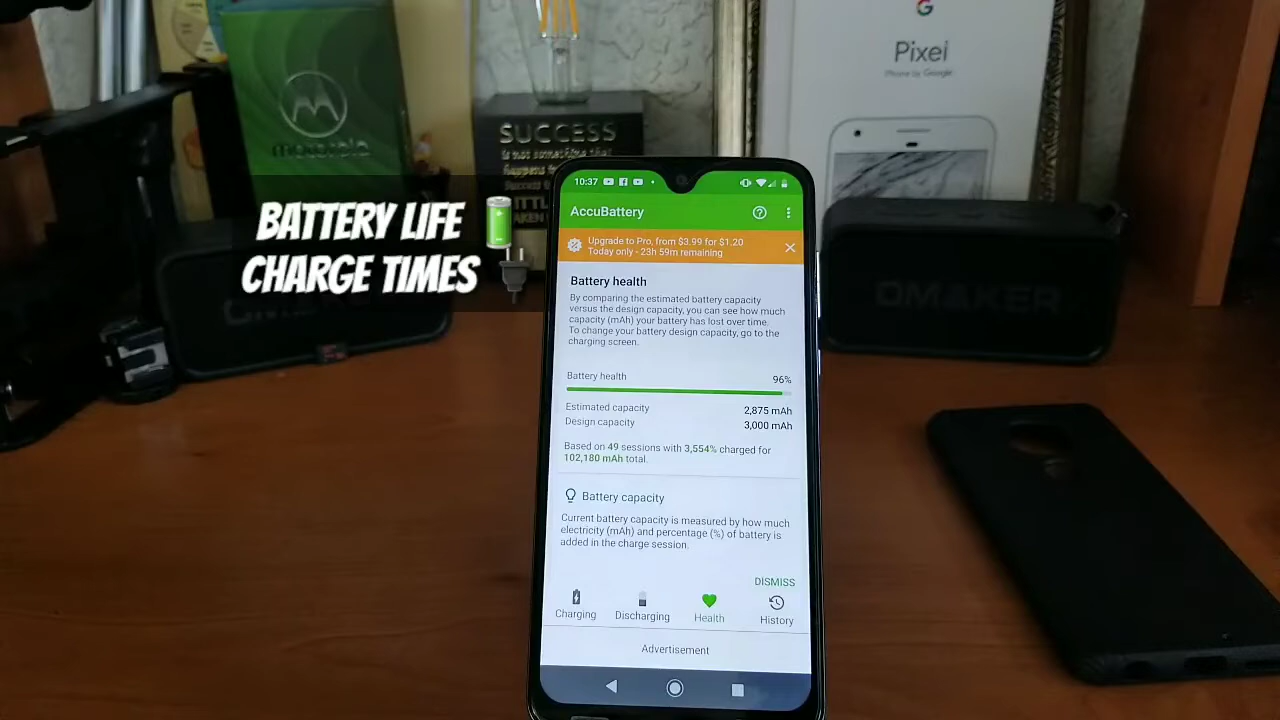 Pixel
Phone by Google
motorola
SUCCESS
is not something that
BATTERY LIFE
CHARGE TIMES
OMAKER
10:37
AccuBattery
Upgrade to Pro, from $3.99 for $1.20
Today only - 23h 59m remaining
Battery health
By comparing the estimated battery capacity
versus the design capacity, you can see how much
capacity (mAh) your battery has lost over time.
To change your battery design capacity, go to the
charging screen.
Battery health 96%
Estimated capacity 2,875 mAh
Design capacity 3,000 mAh
Based on 49 sessions with 3,554% charged for
102,180 mAh total.
Battery capacity
Current battery capacity is measured by how much
electricity (mAh) and percentage (%) of battery is
added in the charge session.
DISMISS
Charging Discharging Health History
Advertisement